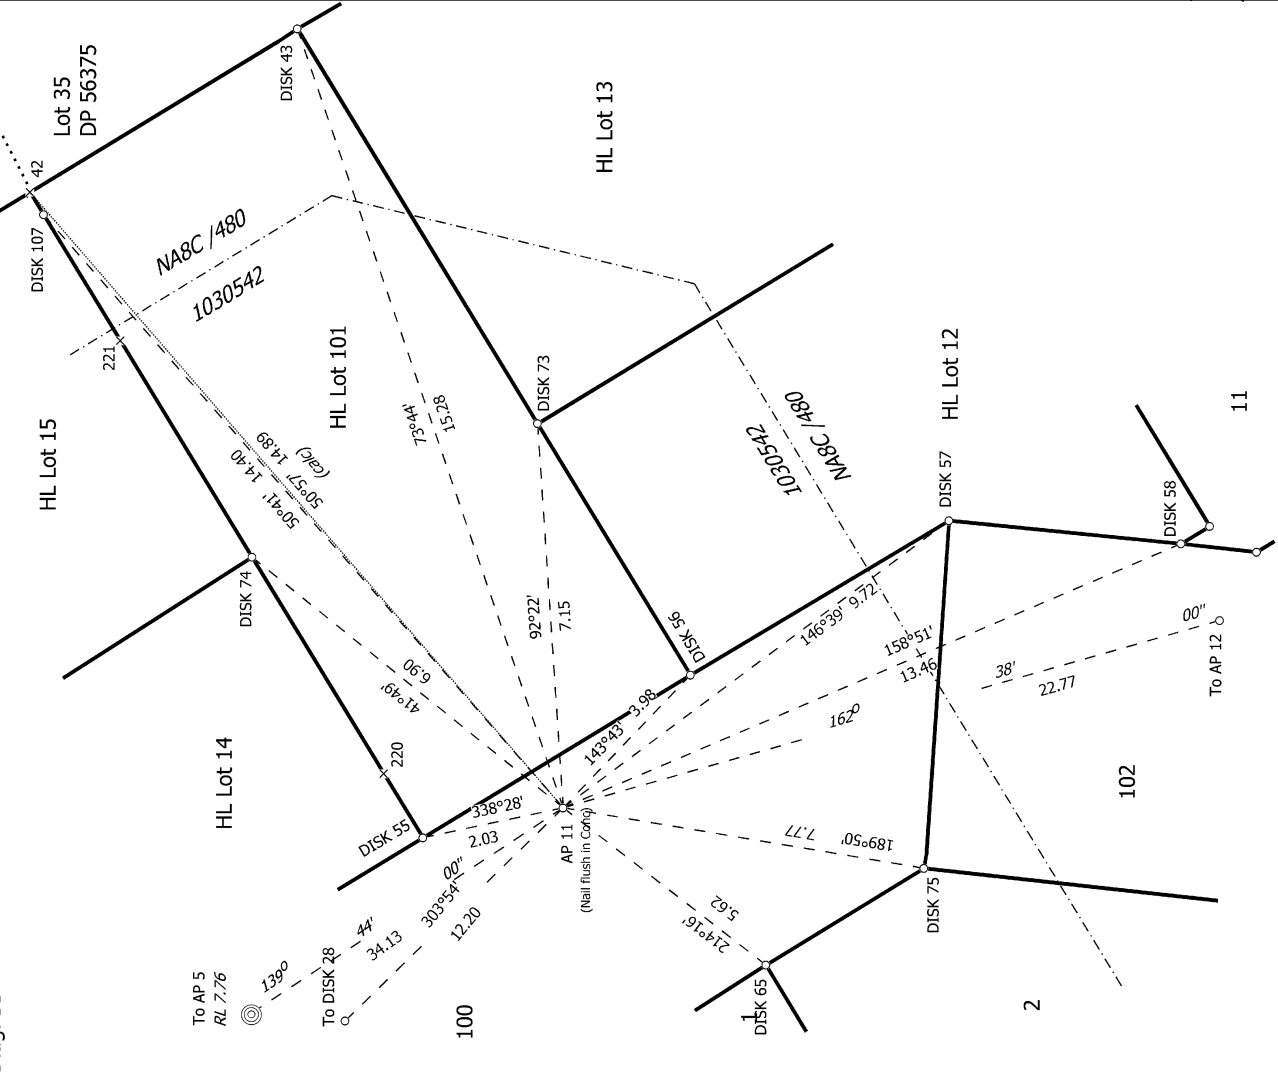 Lot 35
DP 56375
42
DISK 43
DISK 107
HL Lot 13
NA8C /480
1030542
221
HL Lot 101
HL Lot 15
DISK 73
HL Lot 12
11
73°44'
15.28
14.89
(calc)
50°57'
14.40
50°41'
1030542
NA8C /480
DISK 57
DISK 58
DISK 74
92°22'
7.15
6.90
41°49'
DISK 56
146°39'
9.72'
158°51'
13.46
00"
38'
22.77
To AP 12
HL Lot 14
220
143°43'
3.98
162°
102
DISK 55
338°28'
2.03
AP 11
(Nail flush in Conc)
7.77
189°50'
DISK 75
00"
303°54'
12.20
44'
34.13
139°
5.62
214°16'
To AP 5
RL 7.76
To DISK 28
100
1
DISK 65
2